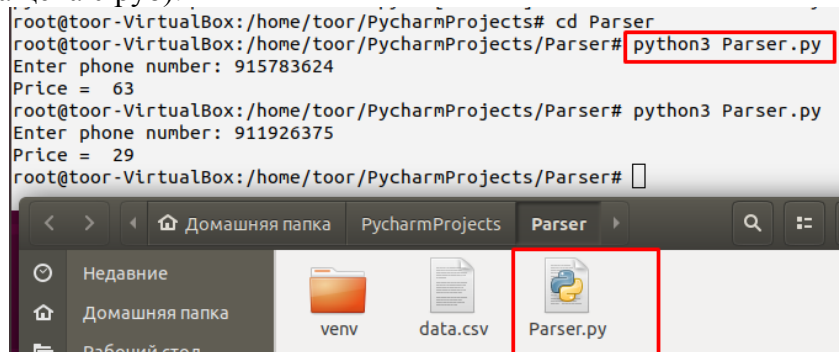 root@toor-VirtualBox:/home/toor/PycharmProjects# cd Parser
root@toor-VirtualBox:/home/toor/PycharmProjects/Parser# python3 Parser.py
Enter phone number: 915783624
Price =  63
root@toor-VirtualBox:/home/toor/PycharmProjects/Parser# python3 Parser.py
Enter phone number: 911926375
Price =  29
root@toor-VirtualBox:/home/toor/PycharmProjects/Parser#
Домашняя папка PycharmProjects Parser
Недавние
Домашняя папка
venv data.csv Parser.py
Рабочий стол